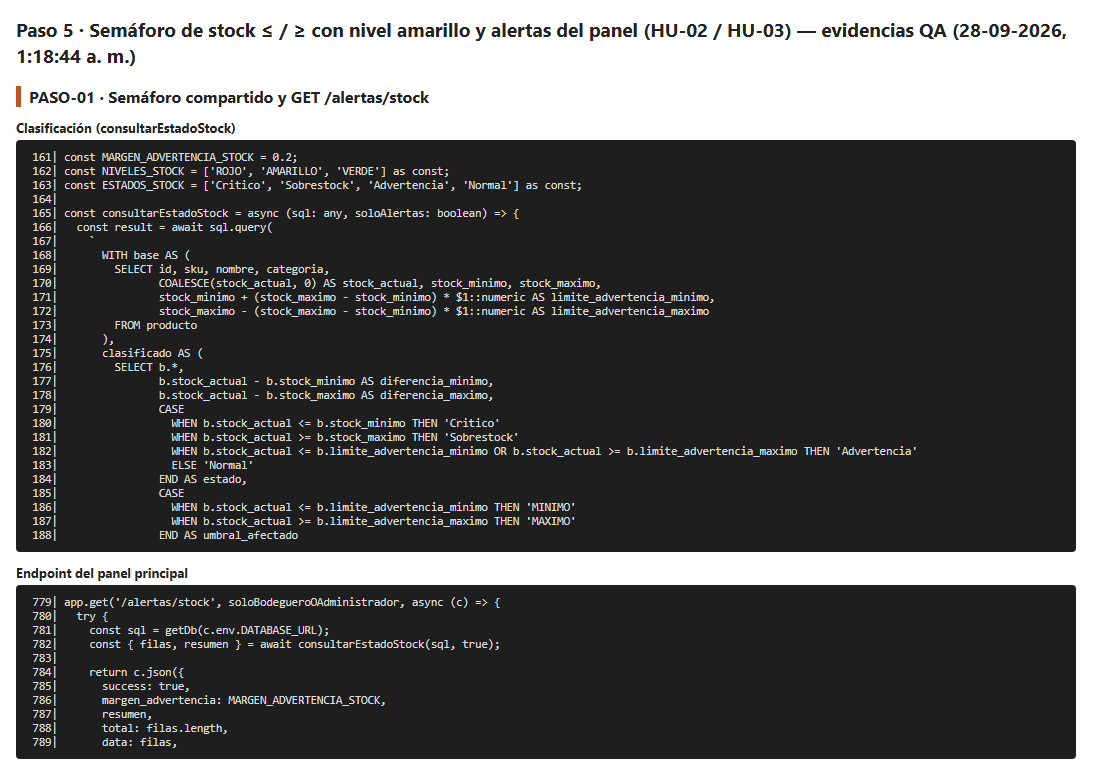 Paso 5 · Semáforo de stock ≤ / ≥ con nivel amarillo y alertas del panel (HU-02 / HU-03) — evidencias QA (28-09-2026,
1:18:44 a. m.)
PASO-01 · Semáforo compartido y GET /alertas/stock
Clasificación (consultarEstadoStock)
161| const MARGEN_ADVERTENCIA_STOCK = 0.2;
162| const NIVELES_STOCK = ['ROJO', 'AMARILLO', 'VERDE'] as const;
163| const ESTADOS_STOCK = ['Critico', 'Sobrestock', 'Advertencia', 'Normal'] as const;
164|
165| const consultarEstadoStock = async (sql: any, soloAlertas: boolean) => {
166|   const result = await sql.query(
167|     `
168|       WITH base AS (
169|         SELECT id, sku, nombre, categoria,
170|                COALESCE(stock_actual, 0) AS stock_actual, stock_minimo, stock_maximo,
171|                stock_minimo + (stock_maximo - stock_minimo) * $1::numeric AS limite_advertencia_minimo,
172|                stock_maximo - (stock_maximo - stock_minimo) * $1::numeric AS limite_advertencia_maximo
173|         FROM producto
174|       ),
175|       clasificado AS (
176|         SELECT b.*,
177|                b.stock_actual - b.stock_minimo AS diferencia_minimo,
178|                b.stock_actual - b.stock_maximo AS diferencia_maximo,
179|                CASE
180|                  WHEN b.stock_actual <= b.stock_minimo THEN 'Critico'
181|                  WHEN b.stock_actual >= b.stock_maximo THEN 'Sobrestock'
182|                  WHEN b.stock_actual <= b.limite_advertencia_minimo OR b.stock_actual >= b.limite_advertencia_maximo THEN 'Advertencia'
183|                  ELSE 'Normal'
184|                END AS estado,
185|                CASE
186|                  WHEN b.stock_actual <= b.limite_advertencia_minimo THEN 'MINIMO'
187|                  WHEN b.stock_actual >= b.limite_advertencia_maximo THEN 'MAXIMO'
188|                END AS umbral_afectado
Endpoint del panel principal
779| app.get('/alertas/stock', soloBodegueroOAdministrador, async (c) => {
780|   try {
781|     const sql = getDb(c.env.DATABASE_URL);
782|     const { filas, resumen } = await consultarEstadoStock(sql, true);
783|
784|     return c.json({
785|       success: true,
786|       margen_advertencia: MARGEN_ADVERTENCIA_STOCK,
787|       resumen,
788|       total: filas.length,
789|       data: filas,